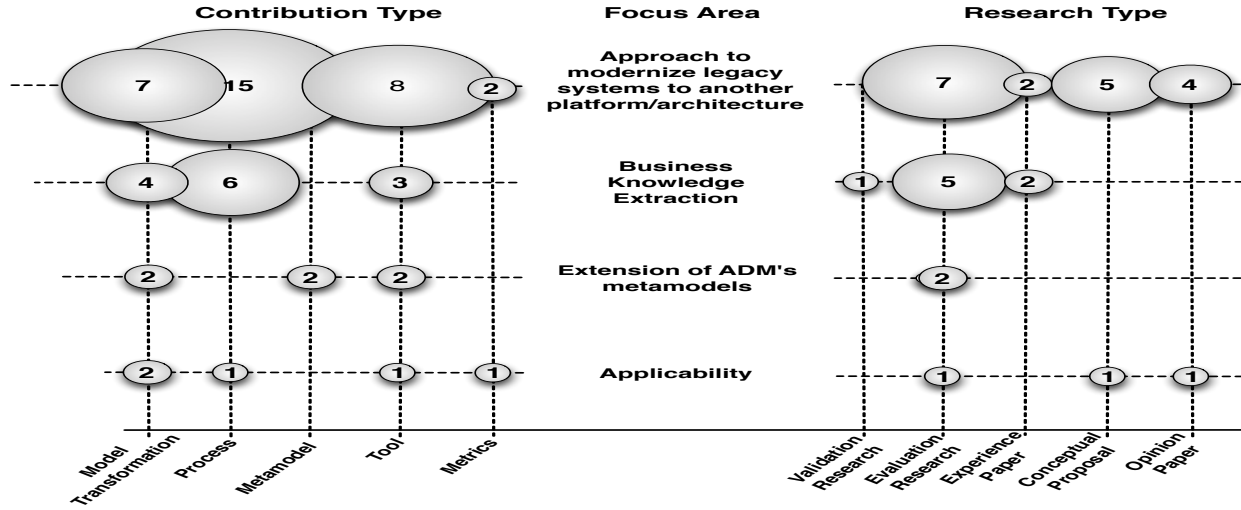 Contribution Type
Focus Area
Research Type
7
15
8
2
Approach to
modernize legacy
systems to another
platform/architecture
7
2
5
4
4
6
3
Business
Knowledge
Extraction
1
5
2
2
2
2
Extension of ADM's
metamodels
2
2
1
1
1
Applicability
1
1
1
Model
Transformation
Process
Metamodel
Tool
Metrics
Validation
Research
Evaluation
Research
Experience
Paper
Conceptual
Proposal
Opinion
Paper